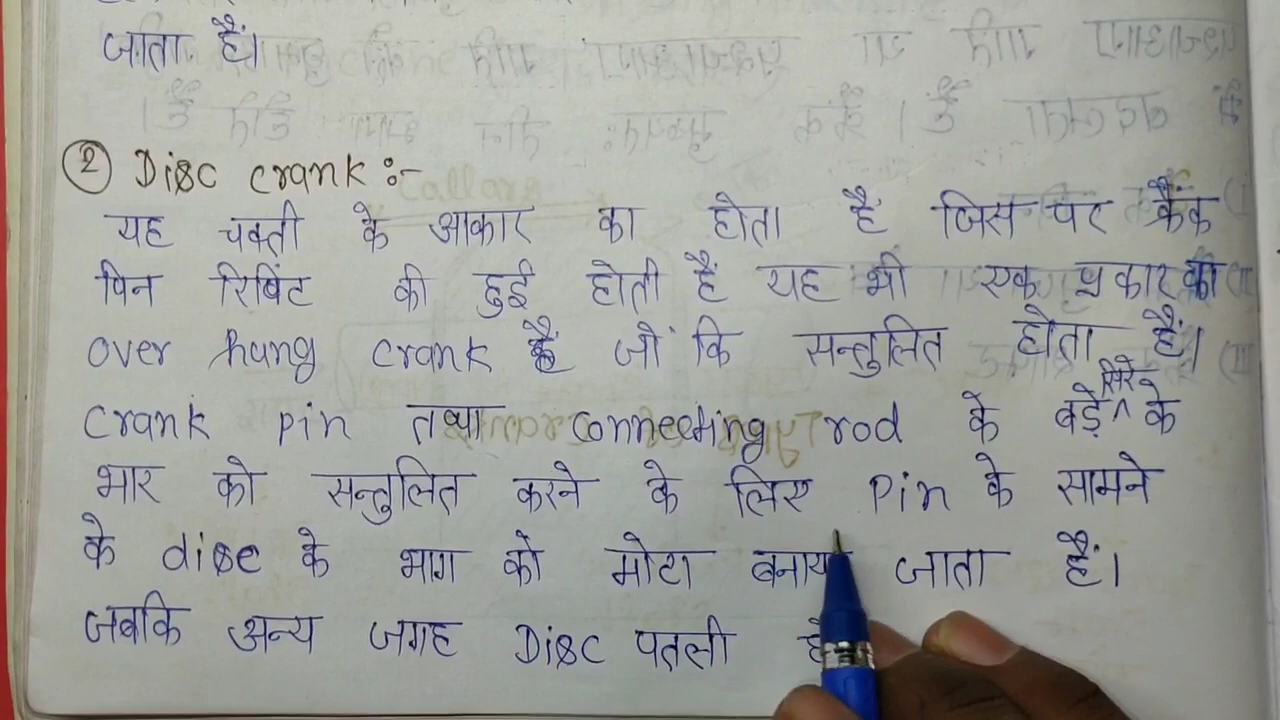 जाता हैं।
② Disc crank :-
यह चक्ती के आकार का होता हैं जिस पर क्रैंक
पिन रिबिंट की हुई होती हैं यह भी एक प्रकार का
over hung crank हैं जों कि सन्तुलित होता हैं।
crank pin तथा connecting rod के बड़े सिरे के
भार को सन्तुलित करने के लिए Pin के सामने
के disc के भाग को मोटा बनाया जाता हैं।
जबकि अन्य जगह Disc पतली